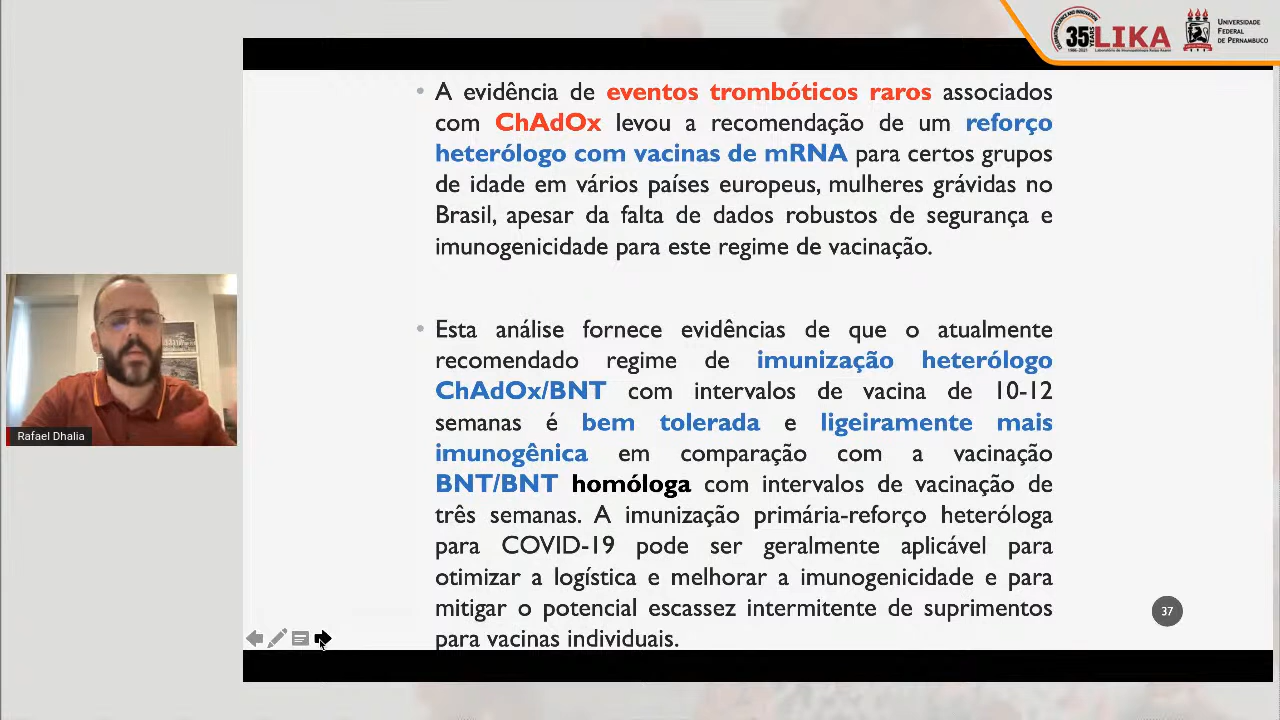 35 LIKA
UNIVERSIDADE
FEDERAL
DE PERNAMBUCO
A evidência de eventos trombóticos raros associados
com ChAdOx levou a recomendação de um reforço
heterólogo com vacinas de mRNA para certos grupos
de idade em vários países europeus, mulheres grávidas no
Brasil, apesar da falta de dados robustos de segurança e
imunogenicidade para este regime de vacinação.
Esta análise fornece evidências de que o atualmente
recomendado regime de imunização heterólogo
ChAdOx/BNT com intervalos de vacina de 10-12
semanas é bem tolerada e ligeiramente mais
imunogênica em comparação com a vacinação
BNT/BNT homóloga com intervalos de vacinação de
três semanas. A imunização primária-reforço heteróloga
para COVID-19 pode ser geralmente aplicável para
otimizar a logística e melhorar a imunogenicidade e para
mitigar o potencial escassez intermitente de suprimentos
para vacinas individuais.
Rafael Dhalia
37